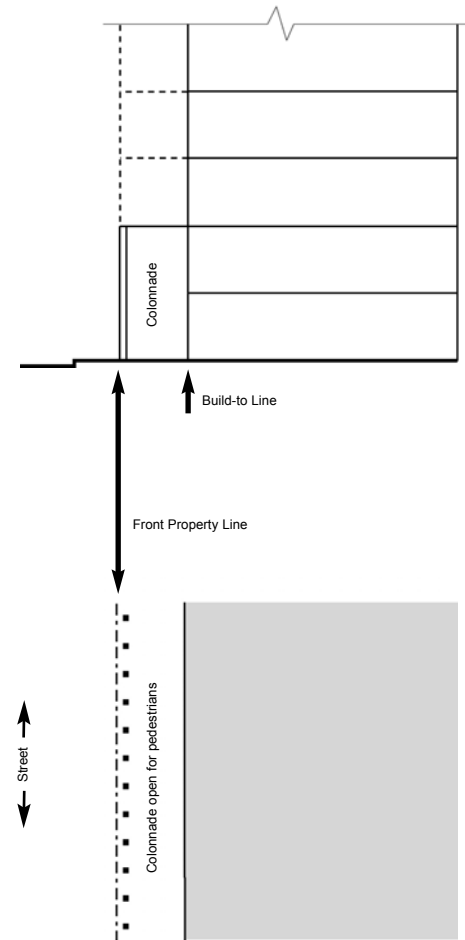 Colonnade
Build-to Line
Front Property Line
Street
Colonnade open for pedestrians